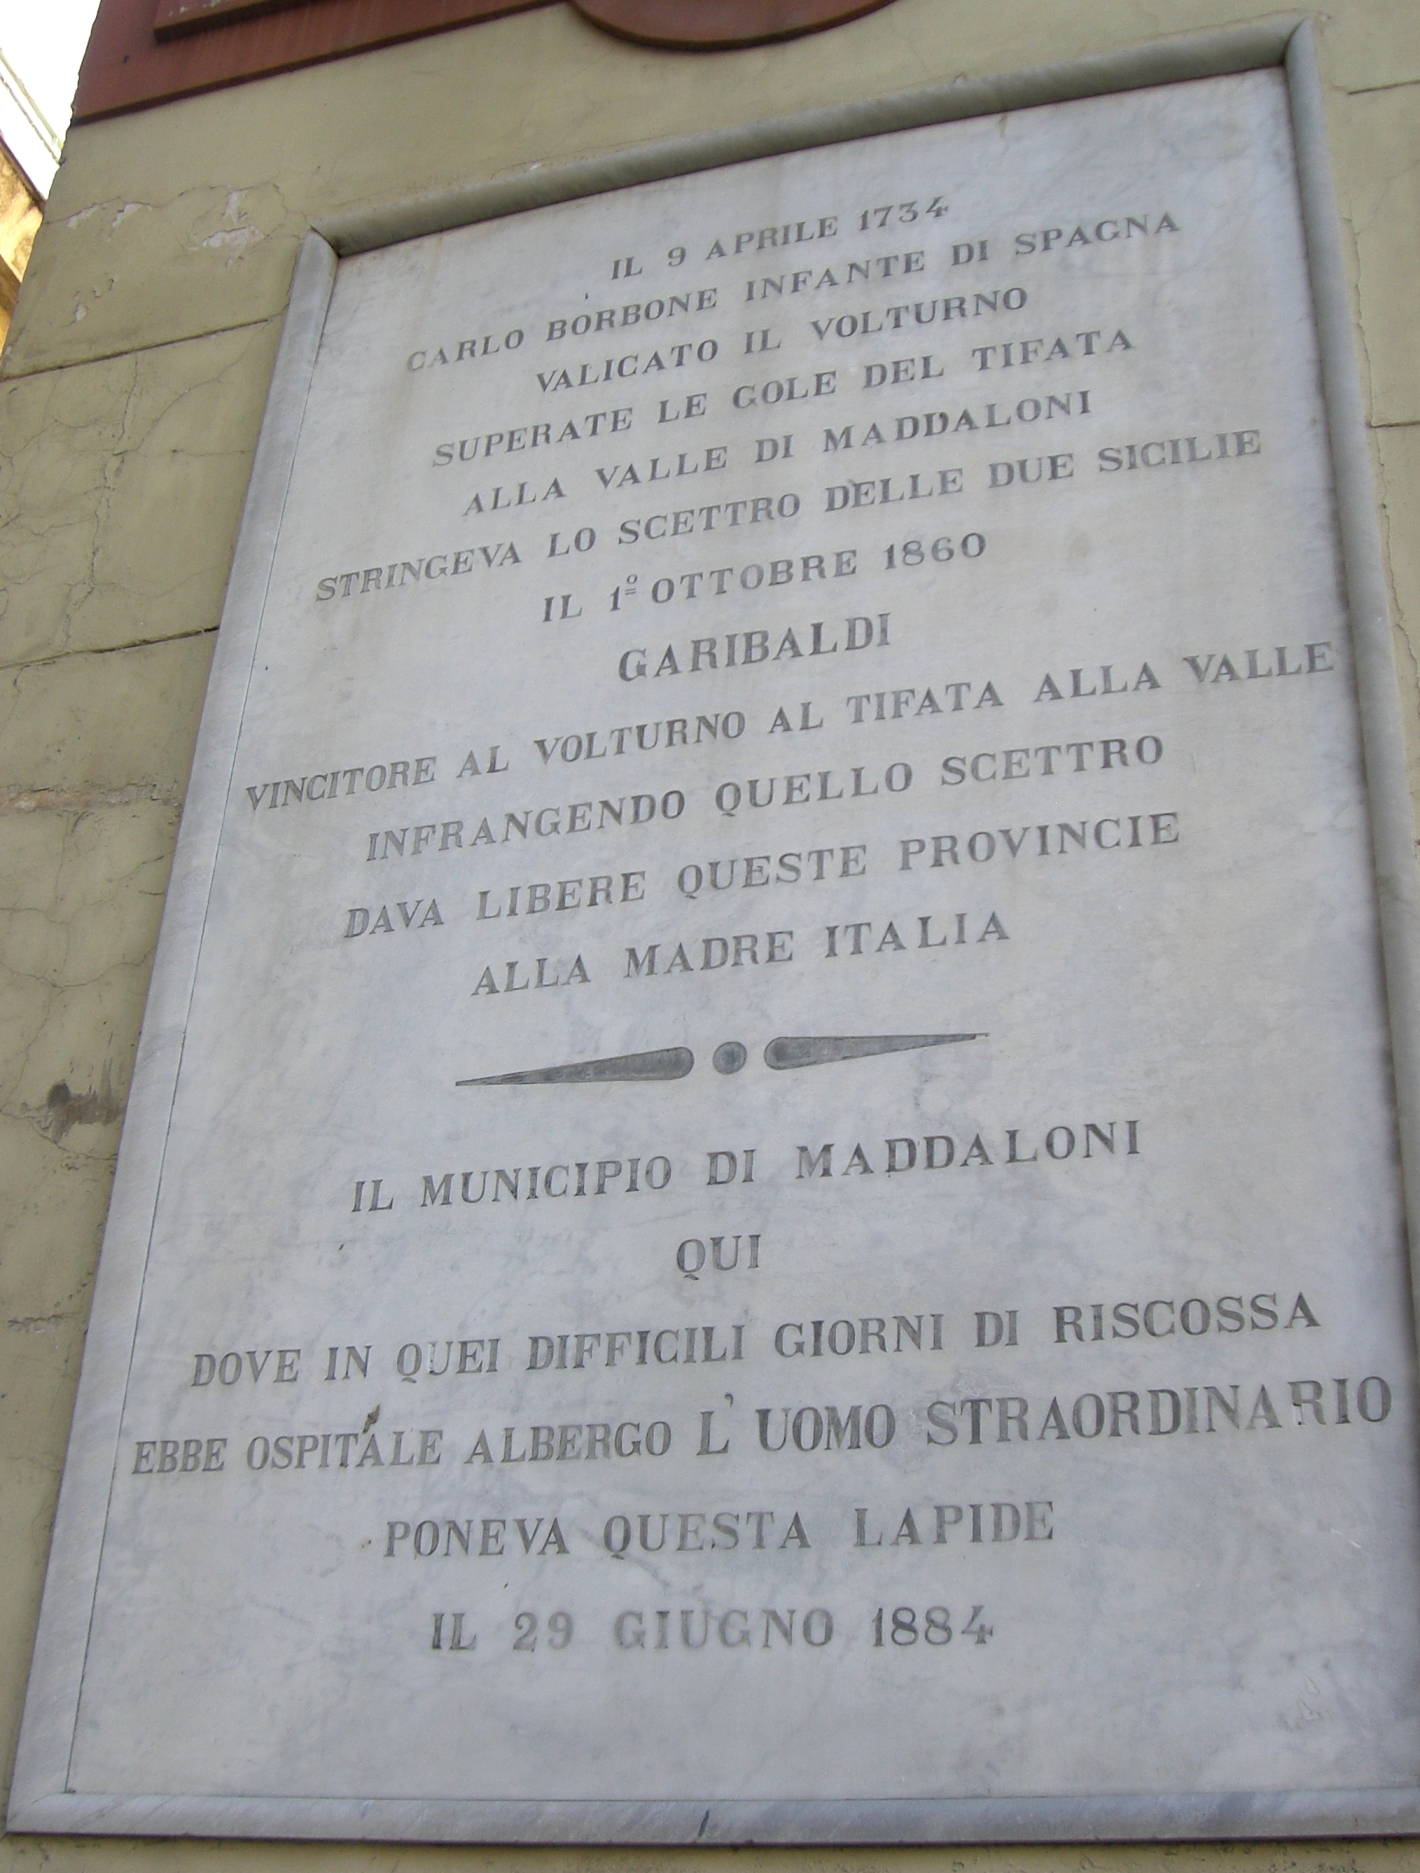 IL 9 APRILE 1734
CARLO BORBONE INFANTE DI SPAGNA
VALICATO IL VOLTURNO
SUPERATE LE GOLE DEL TIFATA
ALLA VALLE DI MADDALONI
STRINGEVA LO SCETTRO DELLE DUE SICILIE
IL 1º OTTOBRE 1860
GARIBALDI
VINCITORE AL VOLTURNO AL TIFATA ALLA VALLE
INFRANGENDO QUELLO SCETTRO
DAVA LIBERE QUESTE PROVINCIE
ALLA MADRE ITALIA
IL MUNICIPIO DI MADDALONI
QUI
DOVE IN QUEI DIFFICILI GIORNI DI RISCOSSA
EBBE OSPITALE ALBERGO L'UOMO STRAORDINARIO
PONEVA QUESTA LAPIDE
IL 29 GIUGNO 1884